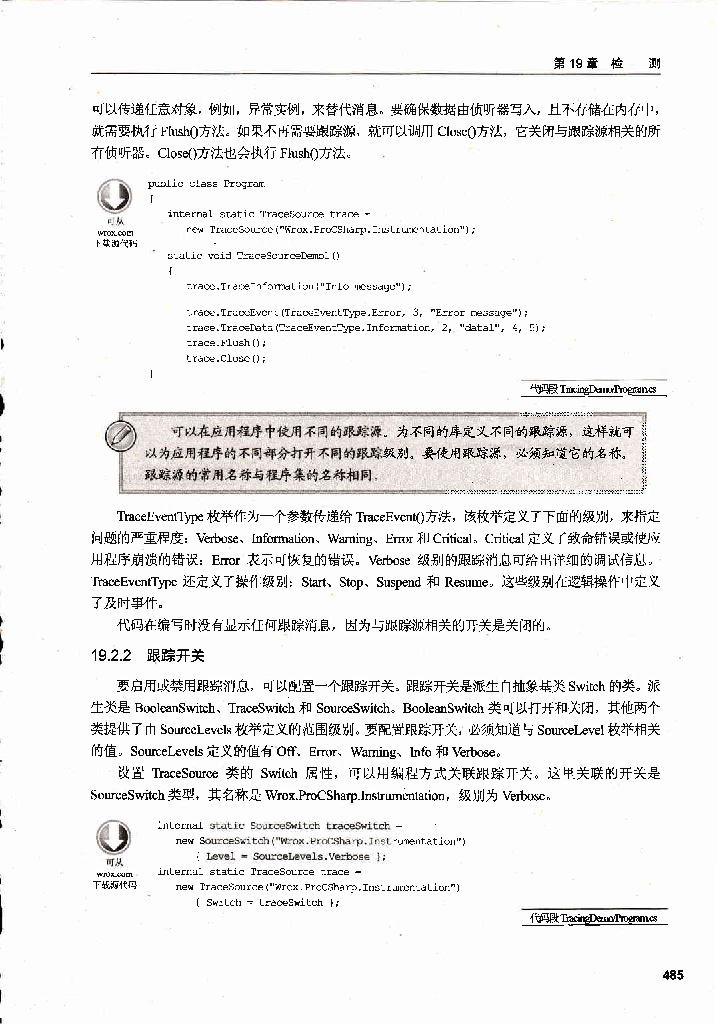 第 19 章 检 测
可以传递任意对象，例如，异常实例，来替代消息。要确保数据由侦听器写入，且不存储在内存中，
就需要执行 Flush()方法。如果不再需要跟踪源，就可以调用 Close()方法，它关闭与跟踪源相关的所
有侦听器。Close()方法也会执行 Flush()方法。
public class Program
{
internal static TraceSource trace =
可从
new TraceSource("Wrox.ProCSharp.Instrumentation");
wrox.com
下载源代码
static void TraceSourceDemo1()
{
trace.TraceInformation("Info message");
trace.TraceEvent(TraceEventType.Error, 3, "Error message");
trace.TraceData(TraceEventType.Information, 2, "data1", 4, 5);
trace.Flush();
trace.Close();
}
代码段 TracingDemo/Program.cs
可以在应用程序中使用不同的跟踪源。为不同的库定义不同的跟踪源，这样就可
以为应用程序的不同部分打开不同的跟踪级别。要使用跟踪源，必须知道它的名称。
跟踪源的常用名称与程序集的名称相同。
TraceEventType 枚举作为一个参数传递给 TraceEvent()方法，该枚举定义了下面的级别，来指定
问题的严重程度：Verbose、Information、Warning、Error 和 Critical。Critical 定义了致命错误或使应
用程序崩溃的错误；Error 表示可恢复的错误。Verbose 级别的跟踪消息可给出详细的调试信息。
TraceEventType 还定义了操作级别：Start、Stop、Suspend 和 Resume。这些级别在逻辑操作中定义
了及时事件。
代码在编写时没有显示任何跟踪消息，因为与跟踪源相关的开关是关闭的。
19.2.2 跟踪开关
要启用或禁用跟踪消息，可以配置一个跟踪开关。跟踪开关是派生自抽象基类 Switch 的类。派
生类是 BooleanSwitch、TraceSwitch 和 SourceSwitch。BooleanSwitch 类可以打开和关闭，其他两个
类提供了由 SourceLevels 枚举定义的范围级别。要配置跟踪开关，必须知道与 SourceLevel 枚举相关
的值。SourceLevels 定义的值有 Off、Error、Warning、Info 和 Verbose。
设置 TraceSource 类的 Switch 属性，可以用编程方式关联跟踪开关。这里关联的开关是
SourceSwitch 类型，其名称是 Wrox.ProCSharp.Instrumentation，级别为 Verbose。
internal static SourceSwitch traceSwitch =
new SourceSwitch("Wrox.ProCSharp.Instrumentation")
{ Level = SourceLevels.Verbose };
可从
wrox.com
internal static TraceSource trace =
下载源代码
new TraceSource("Wrox.ProCSharp.Instrumentation")
{ Switch = traceSwitch };
代码段 TracingDemo/Program.cs
485